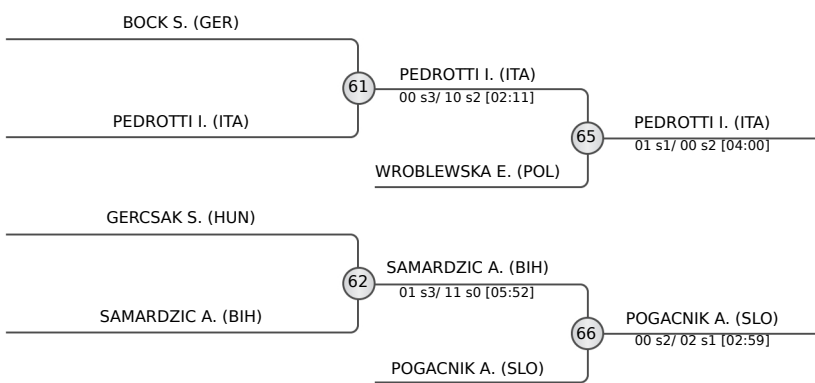 BOCK S. (GER)
61
PEDROTTI I. (ITA)
00 s3/ 10 s2 [02:11]
PEDROTTI I. (ITA)
65
PEDROTTI I. (ITA)
01 s1/ 00 s2 [04:00]
WROBLEWSKA E. (POL)
GERCSAK S. (HUN)
62
SAMARDZIC A. (BIH)
01 s3/ 11 s0 [05:52]
SAMARDZIC A. (BIH)
66
POGACNIK A. (SLO)
00 s2/ 02 s1 [02:59]
POGACNIK A. (SLO)